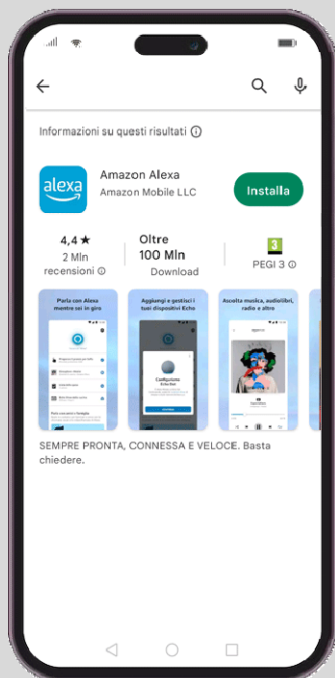 Informazioni su questi risultati
alexa
Amazon Alexa
Amazon Mobile LLC
Installa
4,4★
2 Mln
recensioni
Oltre
100 Mln
Download
3
PEGI 3
Parla con Alexa
mentre sei in giro
Aggiungi e gestisci i
tuoi dispositivi Echo
Configurazione
Ascolta musica, audiolibri,
radio e altro
SEMPRE PRONTA, CONNESSA E VELOCE. Basta
chiedere.